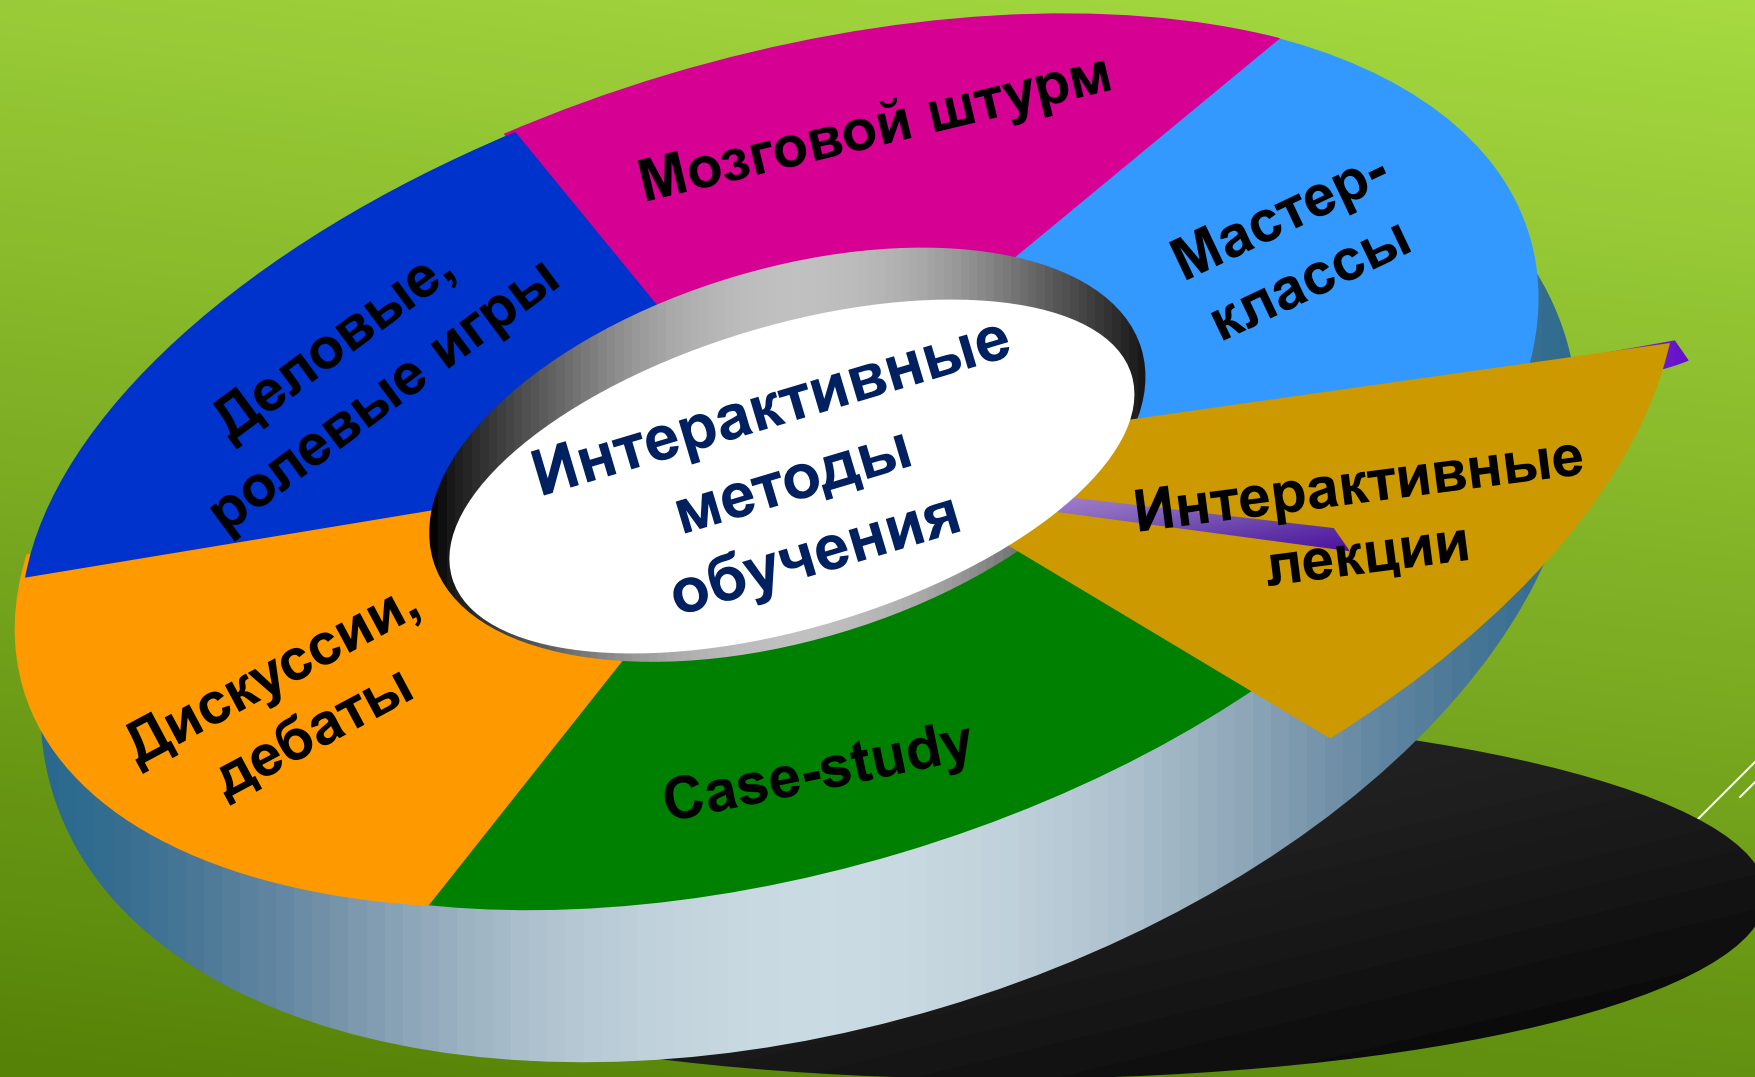 Мозговой штурм
Мастер-
классы
Деловые,
ролевые игры
Интерактивные
методы
обучения
Интерактивные
лекции
Дискуссии,
дебаты
Case-study